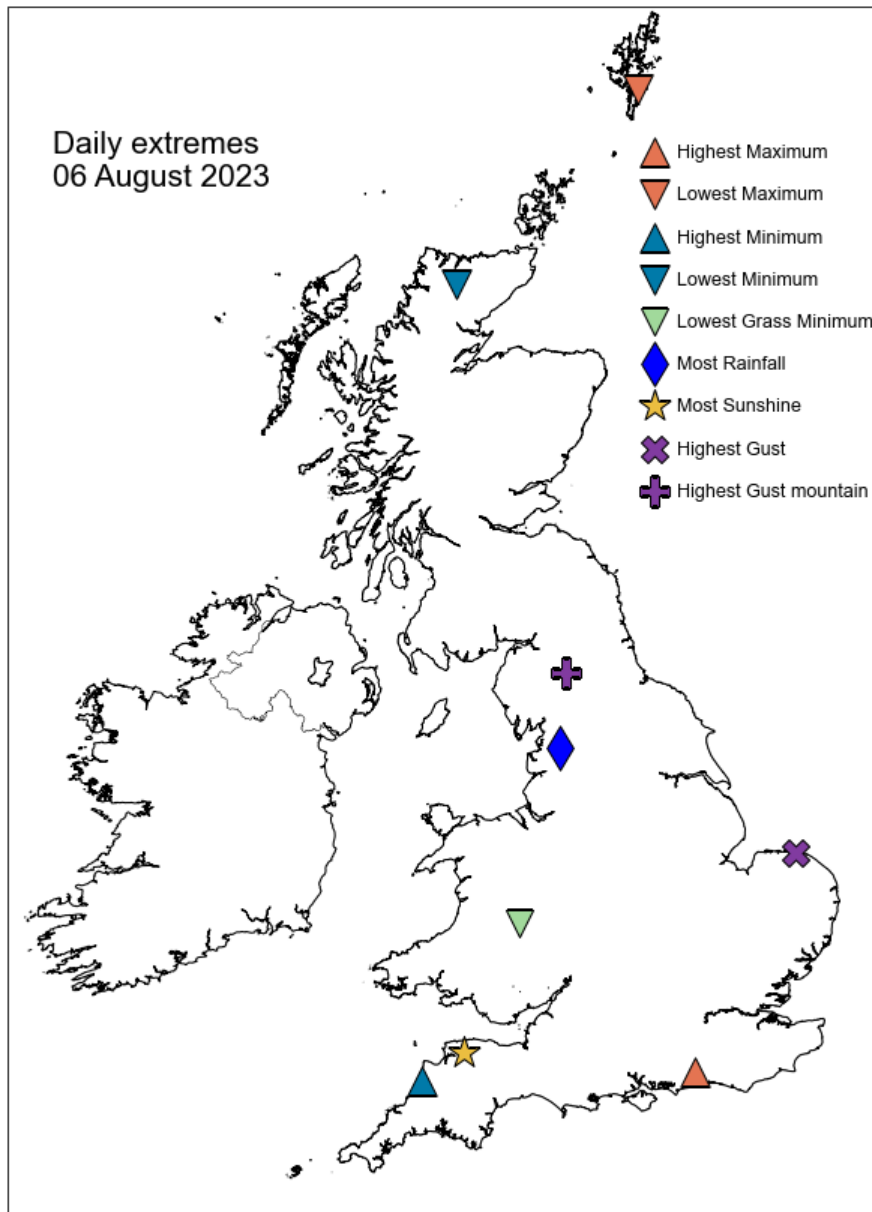 Daily extremes
06 August 2023
Highest Maximum
Lowest Maximum
Highest Minimum
Lowest Minimum
Lowest Grass Minimum
Most Rainfall
Most Sunshine
Highest Gust
Highest Gust mountain